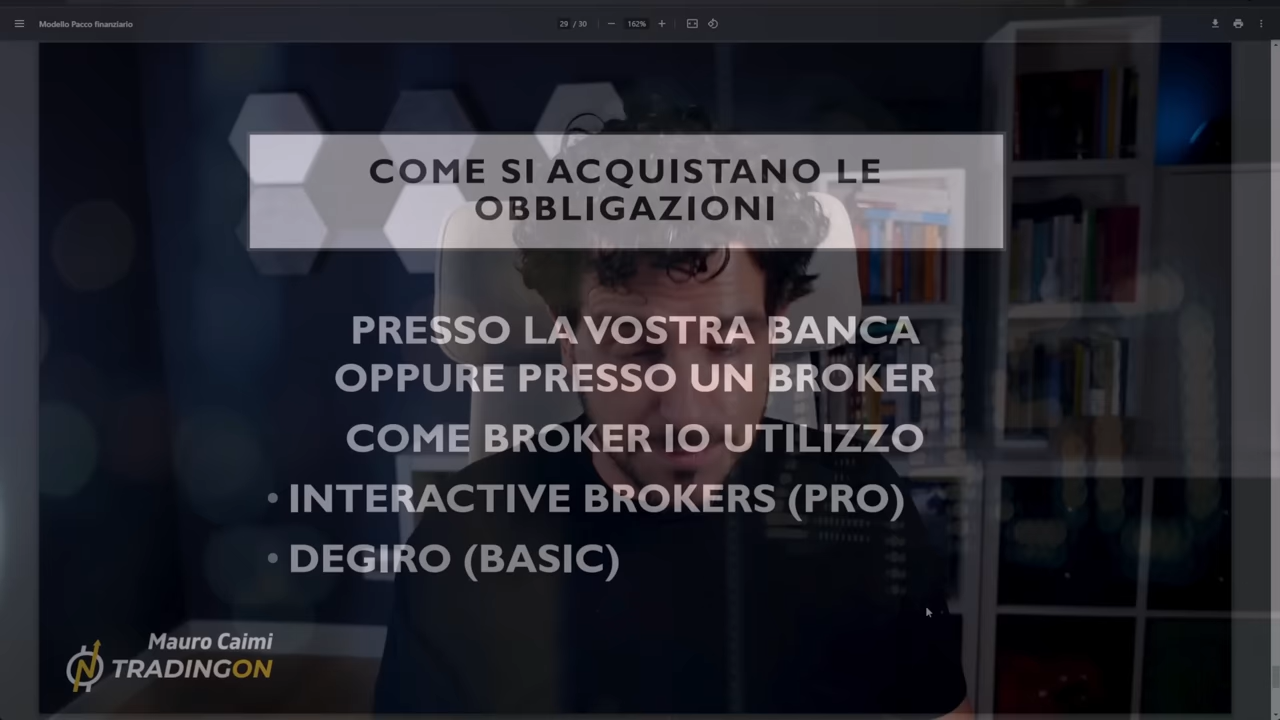 Modello Pacco finanziario
29 / 30
162%
COME SI ACQUISTANO LE
OBBLIGAZIONI
PRESSO LA VOSTRA BANCA
OPPURE PRESSO UN BROKER
COME BROKER IO UTILIZZO
• INTERACTIVE BROKERS (PRO)
• DEGIRO (BASIC)
Mauro Caimi
TRADINGON